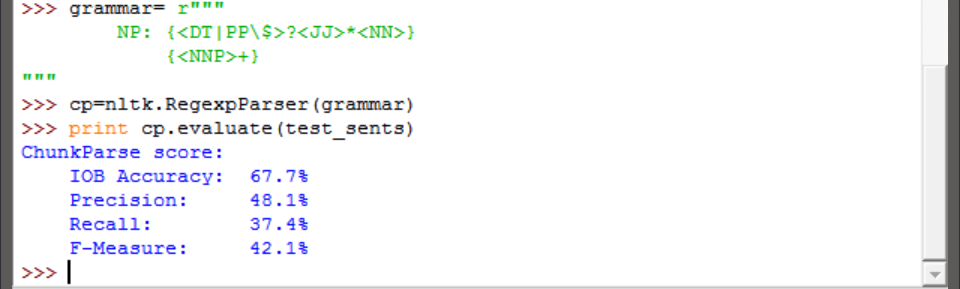 >>> grammar= r"""
        NP: {<DT|PP\$>?<JJ>*<NN>}
            {<NNP>+}
"""
>>> cp=nltk.RegexpParser(grammar)
>>> print cp.evaluate(test_sents)
ChunkParse score:
    IOB Accuracy:  67.7%
    Precision:     48.1%
    Recall:        37.4%
    F-Measure:     42.1%
>>>